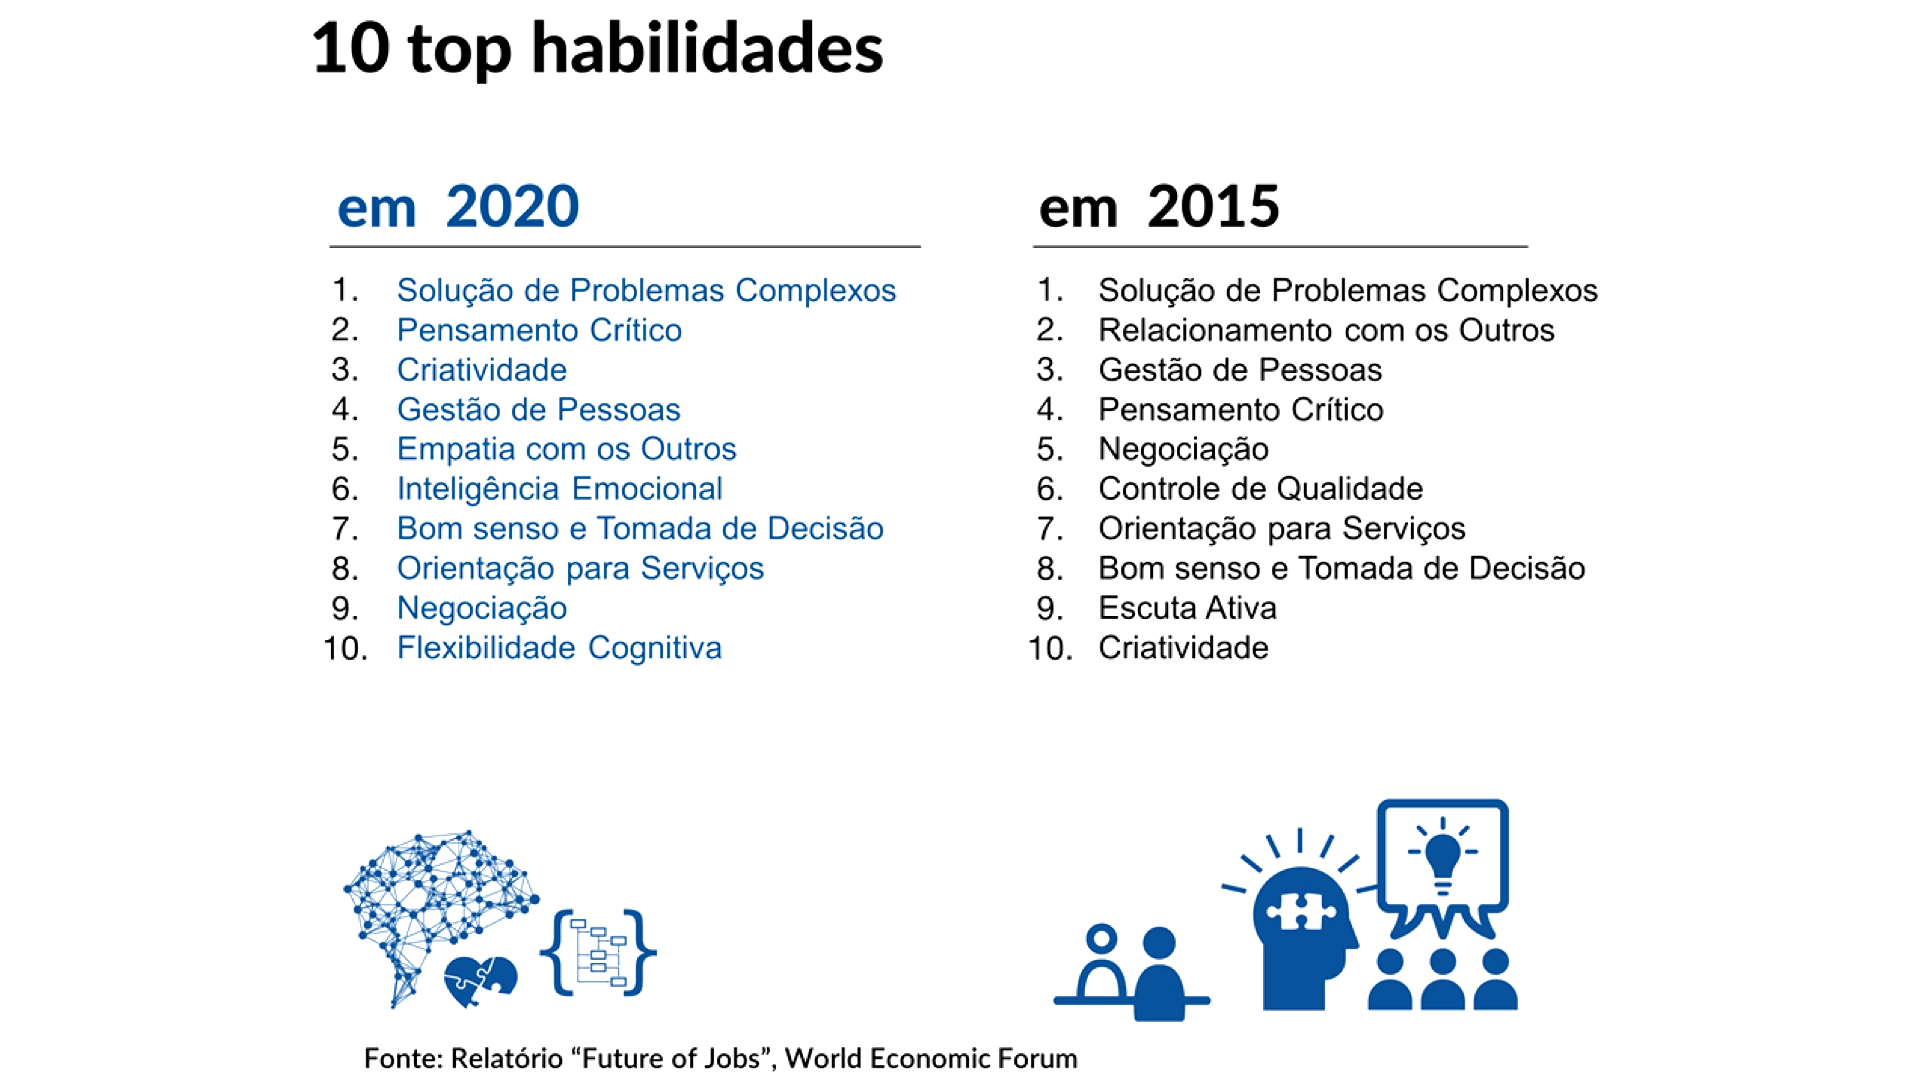 10 top habilidades
em 2020
1. Solução de Problemas Complexos
2. Pensamento Crítico
3. Criatividade
4. Gestão de Pessoas
5. Empatia com os Outros
6. Inteligência Emocional
7. Bom senso e Tomada de Decisão
8. Orientação para Serviços
9. Negociação
10. Flexibilidade Cognitiva
em 2015
1. Solução de Problemas Complexos
2. Relacionamento com os Outros
3. Gestão de Pessoas
4. Pensamento Crítico
5. Negociação
6. Controle de Qualidade
7. Orientação para Serviços
8. Bom senso e Tomada de Decisão
9. Escuta Ativa
10. Criatividade
Fonte: Relatório “Future of Jobs”, World Economic Forum